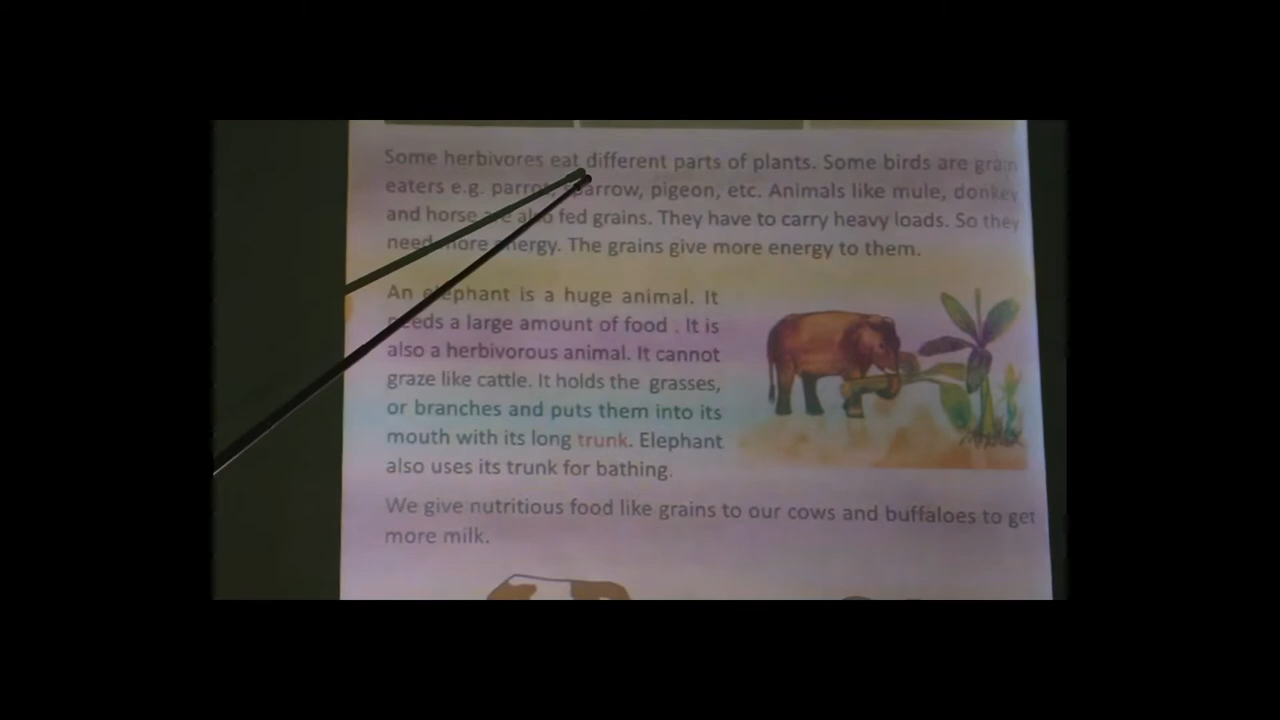 Some herbivores eat different parts of plants. Some birds are grain
eaters e.g. parrot, sparrow, pigeon, etc. Animals like mule, donkey
and horse are also fed grains. They have to carry heavy loads. So they
need more energy. The grains give more energy to them.
An elephant is a huge animal. It
needs a large amount of food . It is
also a herbivorous animal. It cannot
graze like cattle. It holds the grasses,
or branches and puts them into its
mouth with its long trunk. Elephant
also uses its trunk for bathing.
We give nutritious food like grains to our cows and buffaloes to get
more milk.